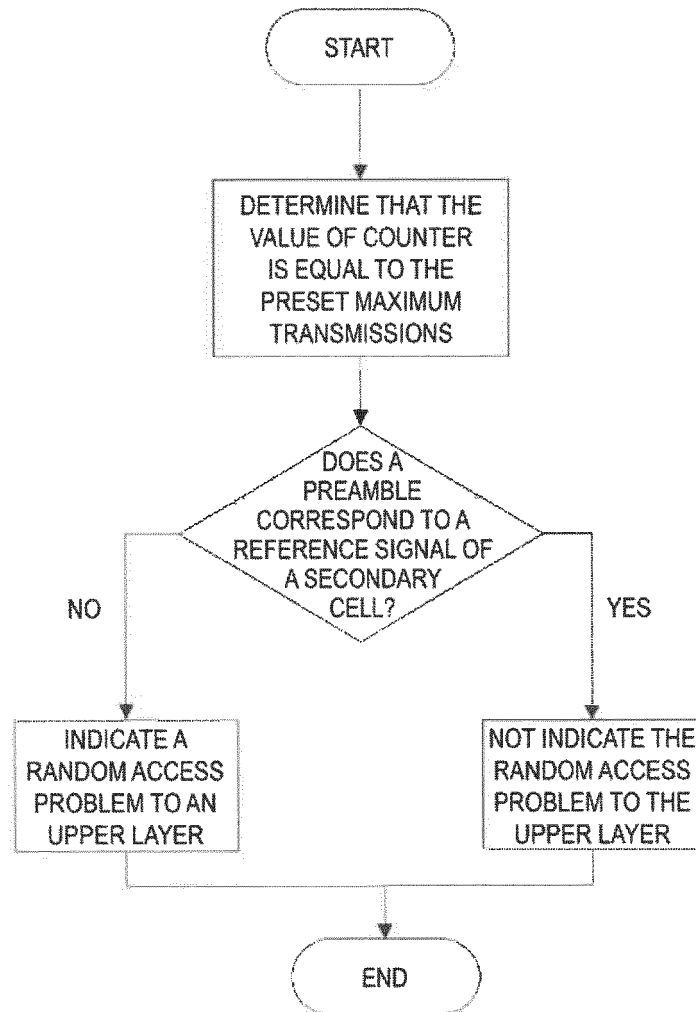 START
DETERMINE THAT THE
VALUE OF COUNTER
IS EQUAL TO THE
PRESET MAXIMUM
TRANSMISSIONS
DOES A
PREAMBLE
CORRESPOND TO A
REFERENCE SIGNAL OF
A SECONDARY
CELL?
NO
YES
INDICATE A
RANDOM ACCESS
PROBLEM TO AN
UPPER LAYER
NOT INDICATE THE
RANDOM ACCESS
PROBLEM TO THE
UPPER LAYER
END